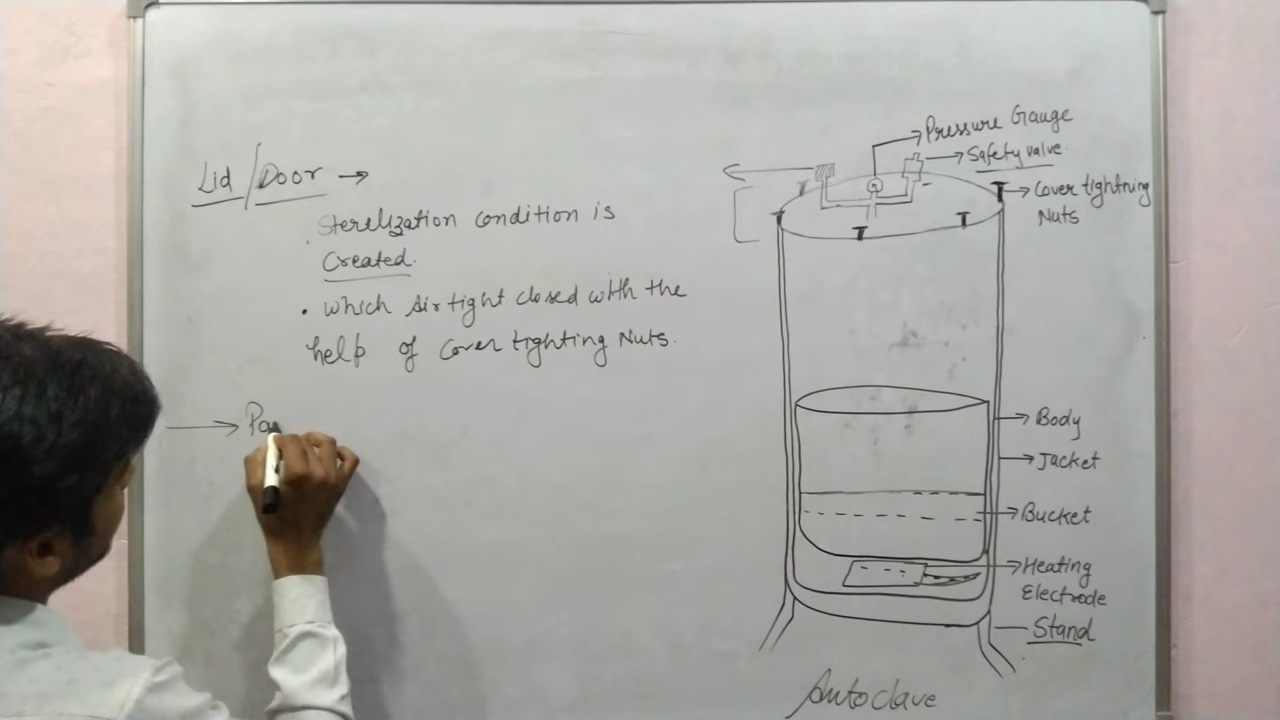 Lid/Door →
Sterelization condition is
Created.
• which Air tight closed with the
help of cover tighting Nuts.
→ Pa
→ Pressure Gauge
→ Safety valve.
→ Cover tightning
Nuts
→ Body
→ Jacket
→ Bucket
→ Heating
Electrode
Stand
Autoclave